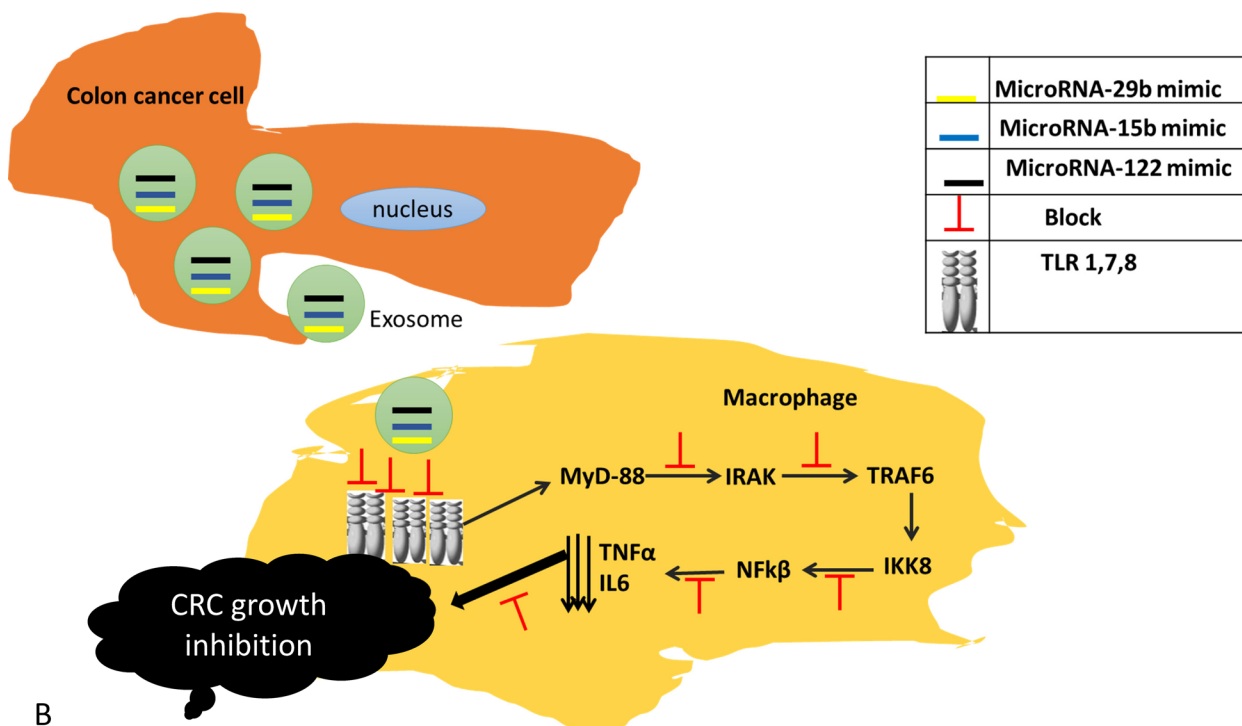 Colon cancer cell
nucleus
Exosome
MicroRNA-29b mimic
MicroRNA-15b mimic
MicroRNA-122 mimic
Block
TLR 1,7,8
Macrophage
MyD-88
IRAK
TRAF6
TNFα
IL6
NFkβ
IKK8
CRC growth
inhibition
B